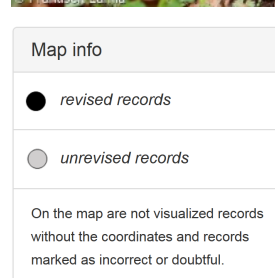 Map info
revised records
unrevised records
On the map are not visualized records
without the coordinates and records
marked as incorrect or doubtful.